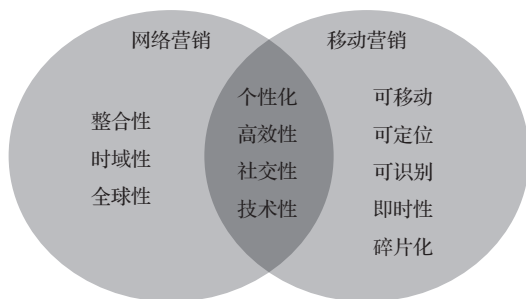 网络营销
移动营销
整合性
时域性
全球性
个性化
高效性
社交性
技术性
可移动
可定位
可识别
即时性
碎片化